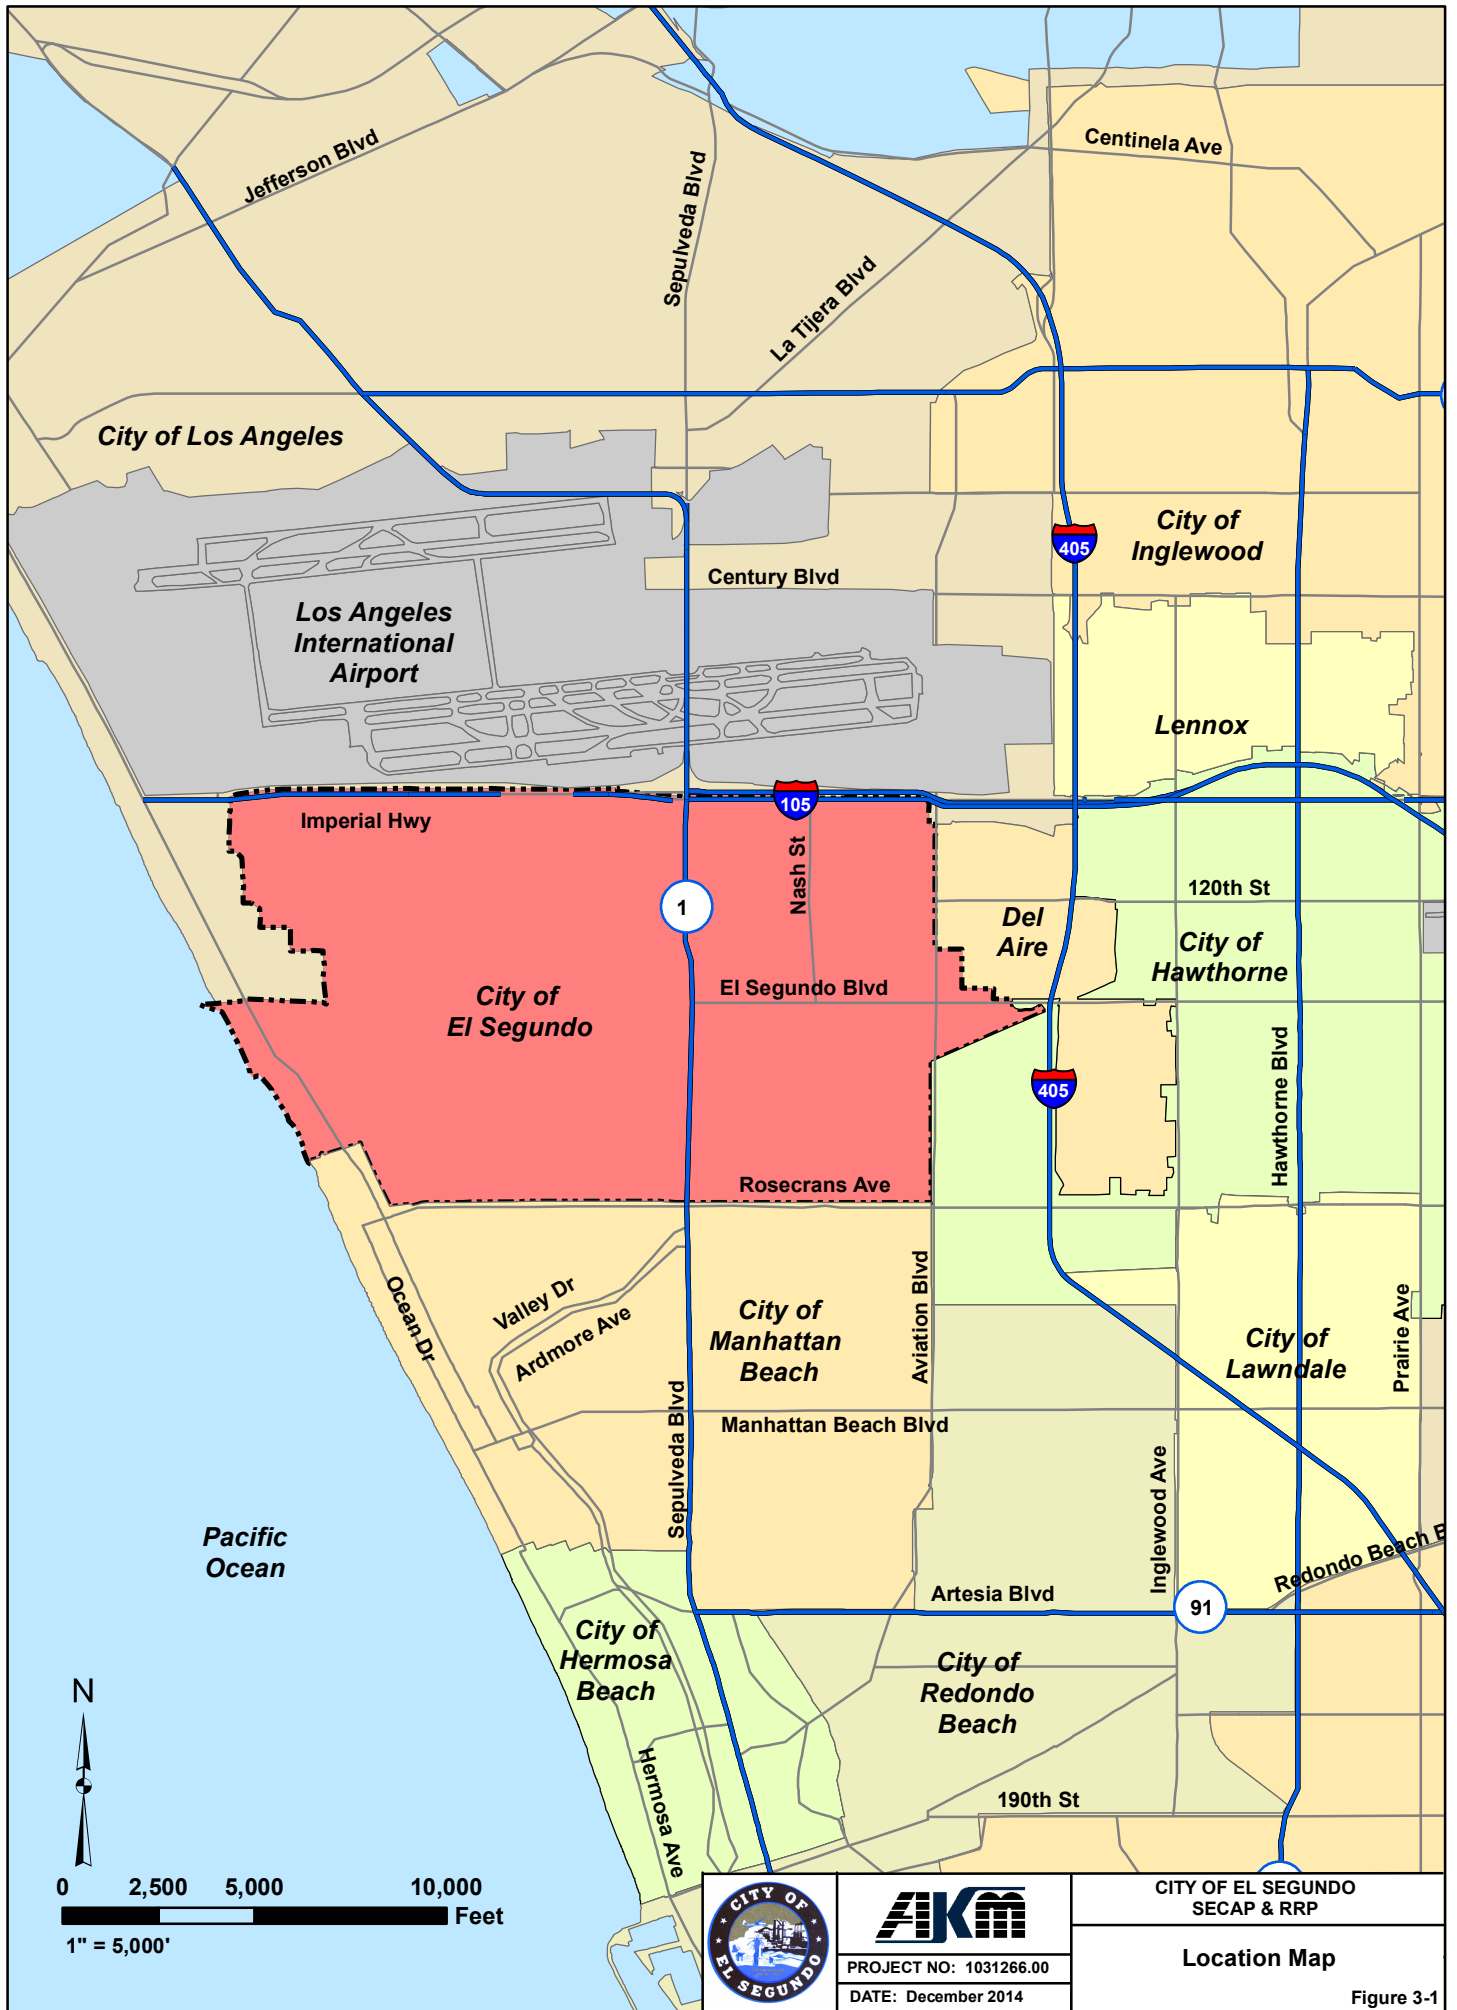 Centinela Ave
Jefferson Blvd
Sepulveda Blvd
La Tijera Blvd
City of Los Angeles
405
City of
Inglewood
Century Blvd
Los Angeles
International
Airport
Lennox
105
Imperial Hwy
Nash St
120th St
1
Del
Aire
City of
Hawthorne
El Segundo Blvd
City of
El Segundo
Hawthorne Blvd
405
Rosecrans Ave
Ocean Dr
Valley Dr
Ardmore Ave
City of
Manhattan
Beach
Aviation Blvd
City of
Lawndale
Prairie Ave
Sepulveda Blvd
Manhattan Beach Blvd
Inglewood Ave
Pacific
Ocean
Redondo Beach B
Artesia Blvd
91
City of
Hermosa
Beach
City of
Redondo
Beach
Hermosa Ave
190th St
N
0 2,500 5,000 10,000
Feet
1" = 5,000'
CITY OF
EL SEGUNDO
AKM
PROJECT NO: 1031266.00
DATE: December 2014
CITY OF EL SEGUNDO
SECAP & RRP
Location Map
Figure 3-1